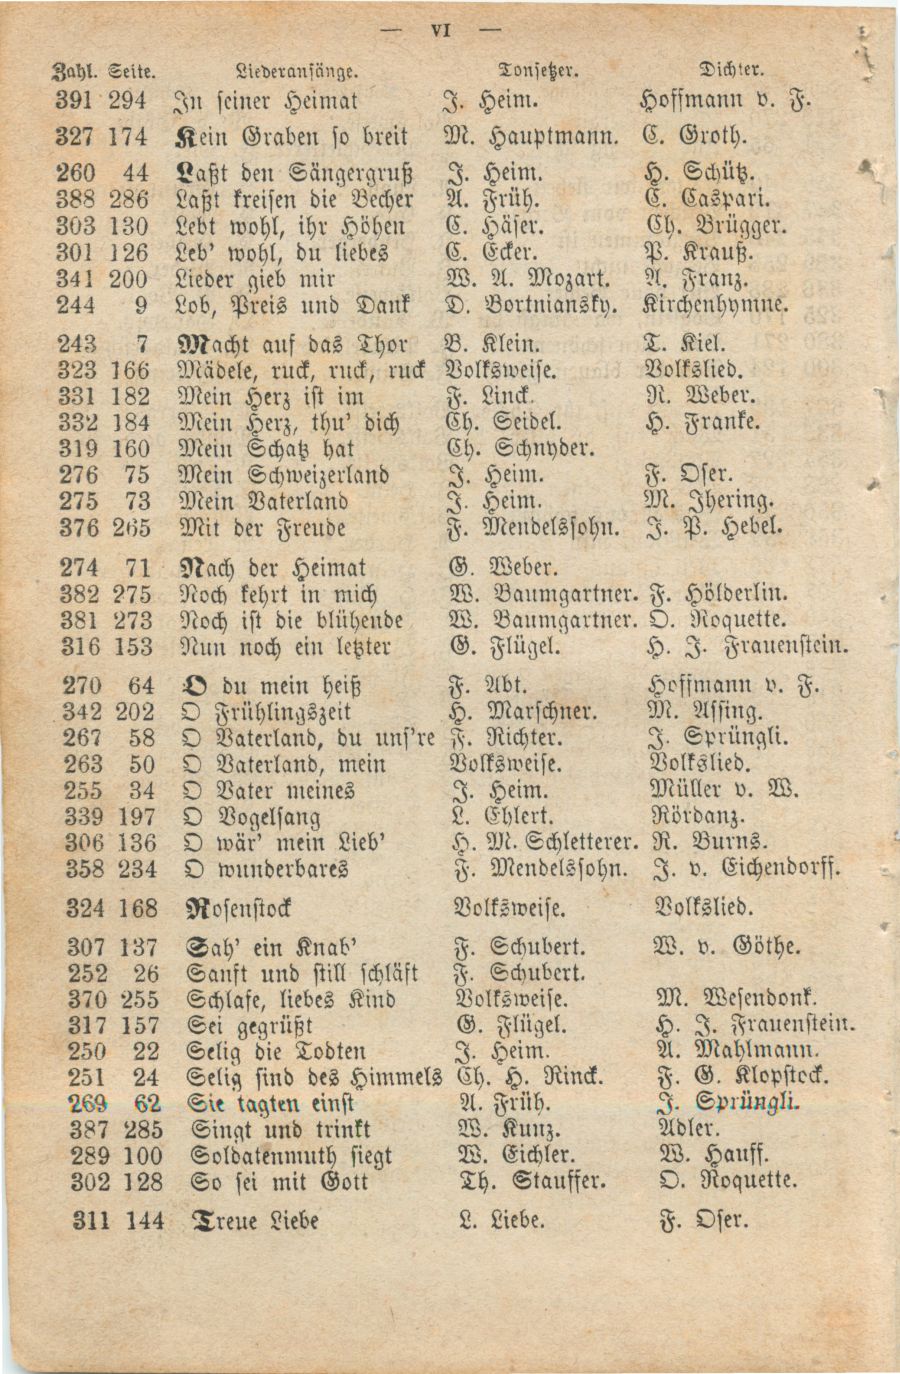 — VI —
Zahl. Seite. Liederanfänge. Tonsetzer. Dichter.
391 294 In seiner Heimat J. Heim. Hoffmann v. F.
327 174 Kein Graben so breit M. Hauptmann. C. Groth.
260 44 Laßt den Sängergruß J. Heim. H. Schütz.
388 286 Laßt kreisen die Becher A. Früh. C. Caspari.
303 130 Lebt wohl, ihr Höhen C. Häser. Ch. Brügger.
301 126 Leb' wohl, du liebes C. Ecker. P. Krauß.
341 200 Lieder gieb mir W. A. Mozart. A. Franz.
244 9 Lob, Preis und Dank D. Bortniansky. Kirchenhymne.
243 7 Macht auf das Thor B. Klein. T. Kiel.
323 166 Mädele, ruck, ruck, ruck Volksweise. Volkslied.
331 182 Mein Herz ist im F. Linck. R. Weber.
332 184 Mein Herz, thu' dich Ch. Seidel. H. Franke.
319 160 Mein Schatz hat Ch. Schnyder.
276 75 Mein Schweizerland J. Heim. F. Oser.
275 73 Mein Vaterland J. Heim. M. Jhering.
376 265 Mit der Freude F. Mendelssohn. J. P. Hebel.
274 71 Nach der Heimat G. Weber.
382 275 Noch kehrt in mich W. Baumgartner. F. Hölderlin.
381 273 Noch ist die blühende W. Baumgartner. O. Roquette.
316 153 Nun noch ein letzter G. Flügel. H. J. Frauenstein.
270 64 O du mein heiß F. Abt. Hoffmann v. F.
342 202 O Frühlingszeit H. Marschner. M. Assing.
267 58 O Vaterland, du uns're F. Richter. J. Sprüngli.
263 50 O Vaterland, mein Volksweise. Volkslied.
255 34 O Vater meines J. Heim. Müller v. W.
339 197 O Vogelsang L. Ehlert. Rördanz.
306 136 O wär' mein Lieb' H. M. Schletterer. R. Burns.
358 234 O wunderbares F. Mendelssohn. J. v. Eichendorff.
324 168 Rosenstock Volksweise. Volkslied.
307 137 Sah' ein Knab' F. Schubert. W. v. Göthe.
252 26 Sanft und still schläft F. Schubert.
370 255 Schlafe, liebes Kind Volksweise. M. Wesendonk.
317 157 Sei gegrüßt G. Flügel. H. J. Frauenstein.
250 22 Selig die Todten J. Heim. A. Mahlmann.
251 24 Selig sind des Himmels Ch. H. Rinck. F. G. Klopstock.
269 62 Sie tagten einst A. Früh. J. Sprüngli.
387 285 Singt und trinkt W. Kunz. Adler.
289 100 Soldatenmuth siegt W. Eichler. W. Hauff.
302 128 So sei mit Gott Th. Stauffer. O. Roquette.
311 144 Treue Liebe L. Liebe. F. Oser.